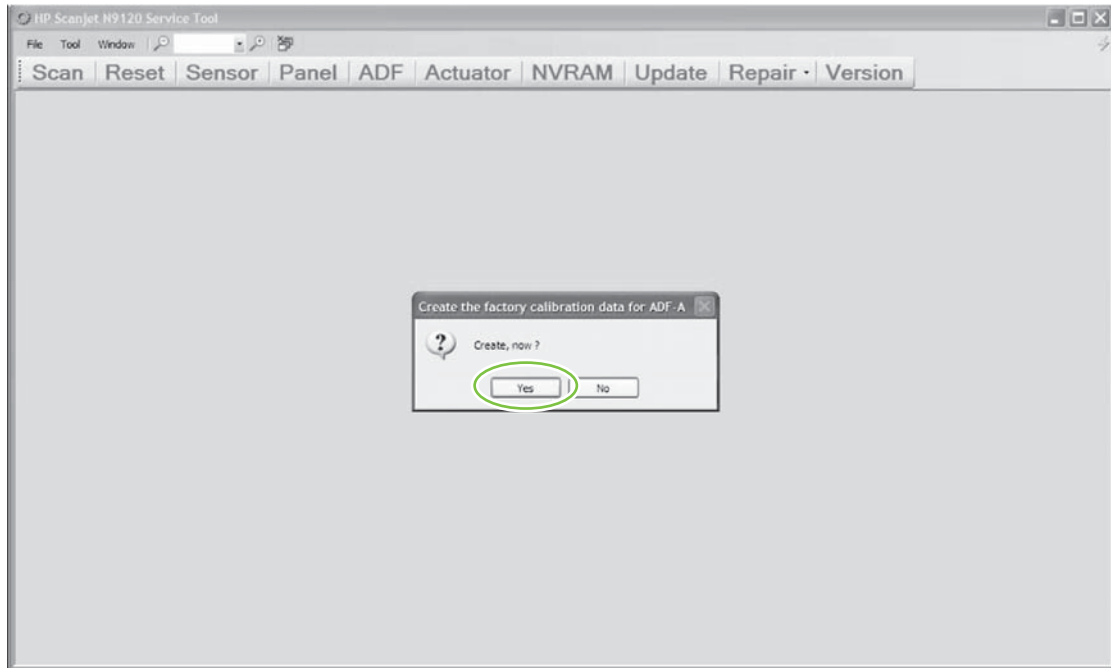 HP Scanjet N9120 Service Tool
File Tool Window
Scan Reset Sensor Panel ADF Actuator NVRAM Update Repair Version
Create the factory calibration data for ADF-A
Create, now ?
Yes No